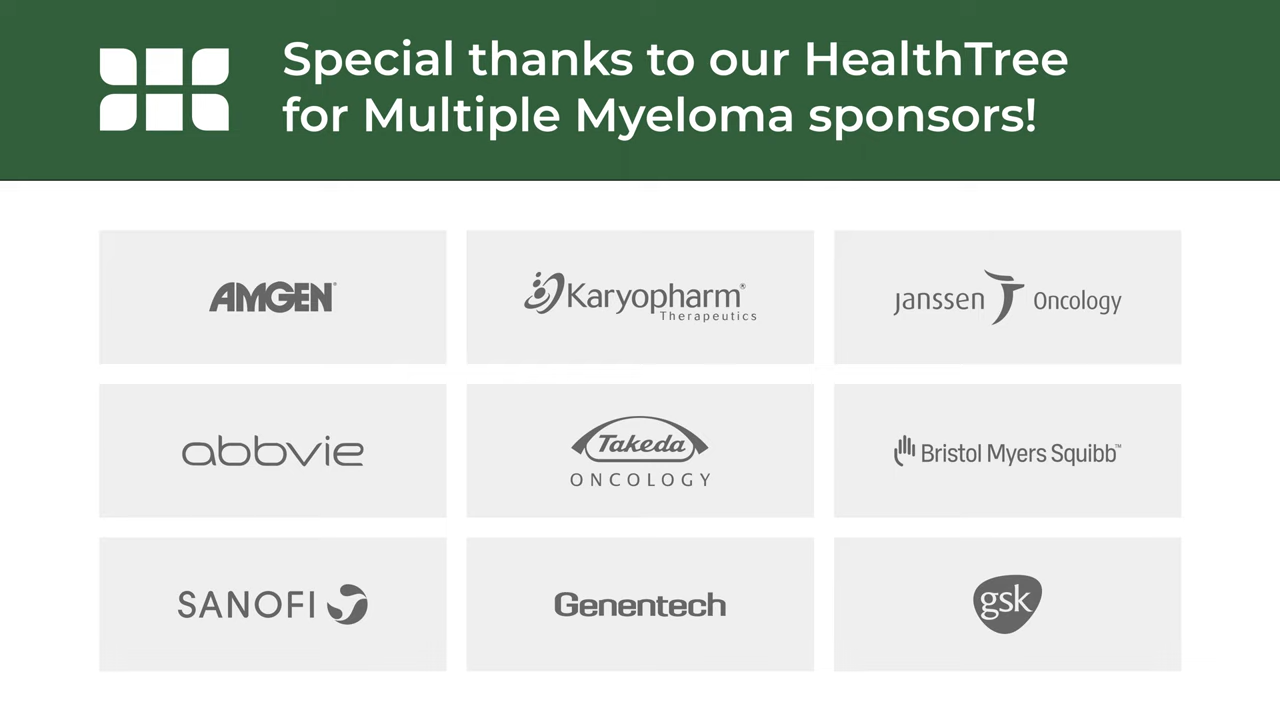 Special thanks to our HealthTree
for Multiple Myeloma sponsors!
AMGEN®
Karyopharm®
Therapeutics
Janssen Oncology
abbvie
Takeda
ONCOLOGY
Bristol Myers Squibb™
SANOFI
Genentech
gsk